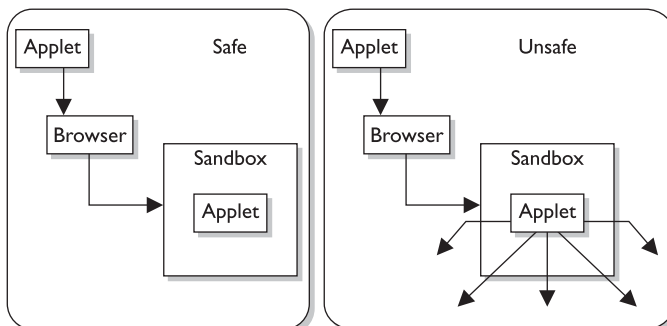 Applet
Safe
Browser
Sandbox
Applet
Applet
Unsafe
Browser
Sandbox
Applet